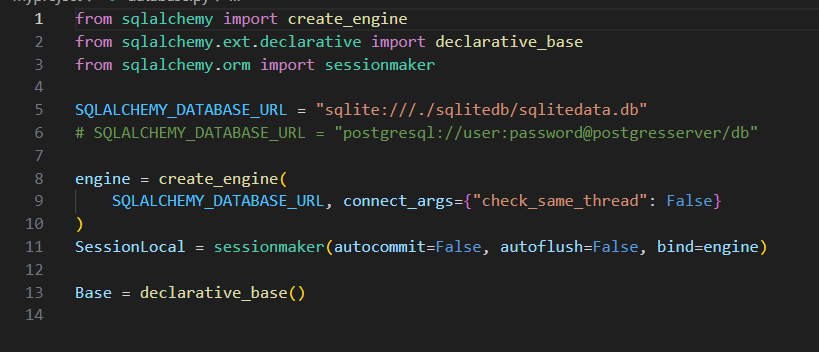 1 from sqlalchemy import create_engine
2 from sqlalchemy.ext.declarative import declarative_base
3 from sqlalchemy.orm import sessionmaker
4
5 SQLALCHEMY_DATABASE_URL = "sqlite:///./sqlitedb/sqlitedata.db"
6 # SQLALCHEMY_DATABASE_URL = "postgresql://user:password@postgresserver/db"
7
8 engine = create_engine(
9     SQLALCHEMY_DATABASE_URL, connect_args={"check_same_thread": False}
10 )
11 SessionLocal = sessionmaker(autocommit=False, autoflush=False, bind=engine)
12
13 Base = declarative_base()
14